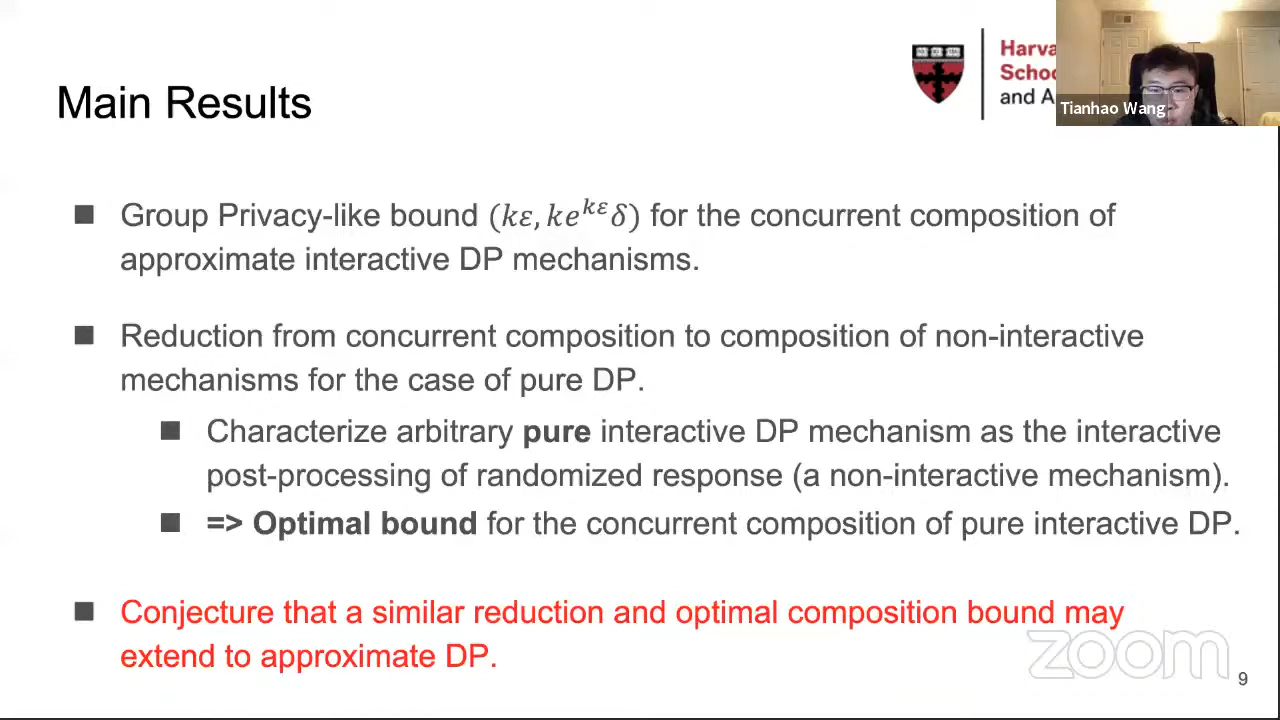 Harva
Schoo
and A
Tianhao Wang
Main Results
Group Privacy-like bound (kε, ke^{kε}δ) for the concurrent composition of
approximate interactive DP mechanisms.
Reduction from concurrent composition to composition of non-interactive
mechanisms for the case of pure DP.
Characterize arbitrary pure interactive DP mechanism as the interactive
post-processing of randomized response (a non-interactive mechanism).
=> Optimal bound for the concurrent composition of pure interactive DP.
Conjecture that a similar reduction and optimal composition bound may
extend to approximate DP.
zoom
9